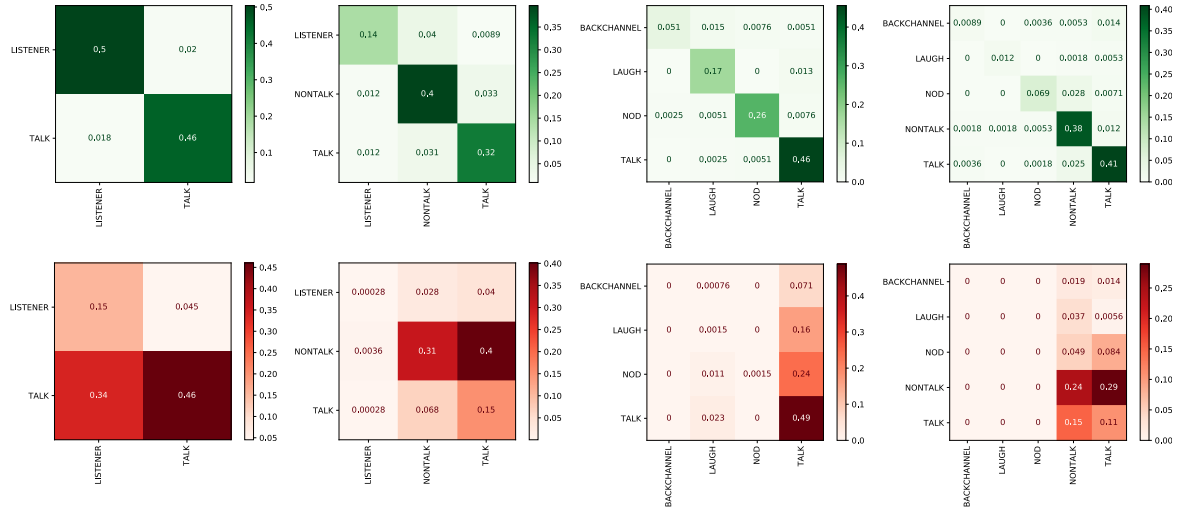 LISTENER 0.5 0.02
TALK 0.018 0.46
LISTENER TALK
0.5 0.4 0.3 0.2 0.1
LISTENER 0.14 0.04 0.0089
NONTALK 0.012 0.4 0.033
TALK 0.012 0.031 0.32
LISTENER NONTALK TALK
0.35 0.30 0.25 0.20 0.15 0.10 0.05
BACKCHANNEL 0.051 0.015 0.0076 0.0051
LAUGH 0 0.17 0 0.013
NOD 0.0025 0.0051 0.26 0.0076
TALK 0 0.0025 0.0051 0.46
BACKCHANNEL LAUGH NOD TALK
0.4 0.3 0.2 0.1 0.0
BACKCHANNEL 0.0089 0 0.0036 0.0053 0.014
LAUGH 0 0.012 0 0.0018 0.0053
NOD 0 0 0.069 0.028 0.0071
NONTALK 0.0018 0.0018 0.0053 0.38 0.012
TALK 0.0036 0 0.0018 0.025 0.41
BACKCHANNEL LAUGH NOD NONTALK TALK
0.40 0.35 0.30 0.25 0.20 0.15 0.10 0.05 0.00
LISTENER 0.15 0.045
TALK 0.34 0.46
LISTENER TALK
0.45 0.40 0.35 0.30 0.25 0.20 0.15 0.10 0.05
LISTENER 0.00028 0.028 0.04
NONTALK 0.0036 0.31 0.4
TALK 0.00028 0.068 0.15
LISTENER NONTALK TALK
0.40 0.35 0.30 0.25 0.20 0.15 0.10 0.05
BACKCHANNEL 0 0.00076 0 0.071
LAUGH 0 0.0015 0 0.16
NOD 0 0.011 0.0015 0.24
TALK 0 0.023 0 0.49
BACKCHANNEL LAUGH NOD TALK
0.4 0.3 0.2 0.1 0.0
BACKCHANNEL 0 0 0 0.019 0.014
LAUGH 0 0 0 0.037 0.0056
NOD 0 0 0 0.049 0.084
NONTALK 0 0 0 0.24 0.29
TALK 0 0 0 0.15 0.11
BACKCHANNEL LAUGH NOD NONTALK TALK
0.25 0.20 0.15 0.10 0.05 0.00